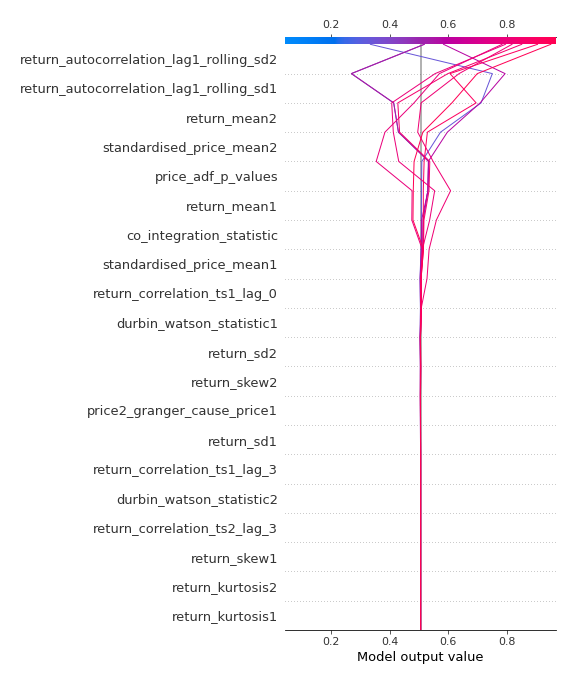 0.2 0.4 0.6 0.8
return_autocorrelation_lag1_rolling_sd2
return_autocorrelation_lag1_rolling_sd1
return_mean2
standardised_price_mean2
price_adf_p_values
return_mean1
co_integration_statistic
standardised_price_mean1
return_correlation_ts1_lag_0
durbin_watson_statistic1
return_sd2
return_skew2
price2_granger_cause_price1
return_sd1
return_correlation_ts1_lag_3
durbin_watson_statistic2
return_correlation_ts2_lag_3
return_skew1
return_kurtosis2
return_kurtosis1
0.2 0.4 0.6 0.8
Model output value